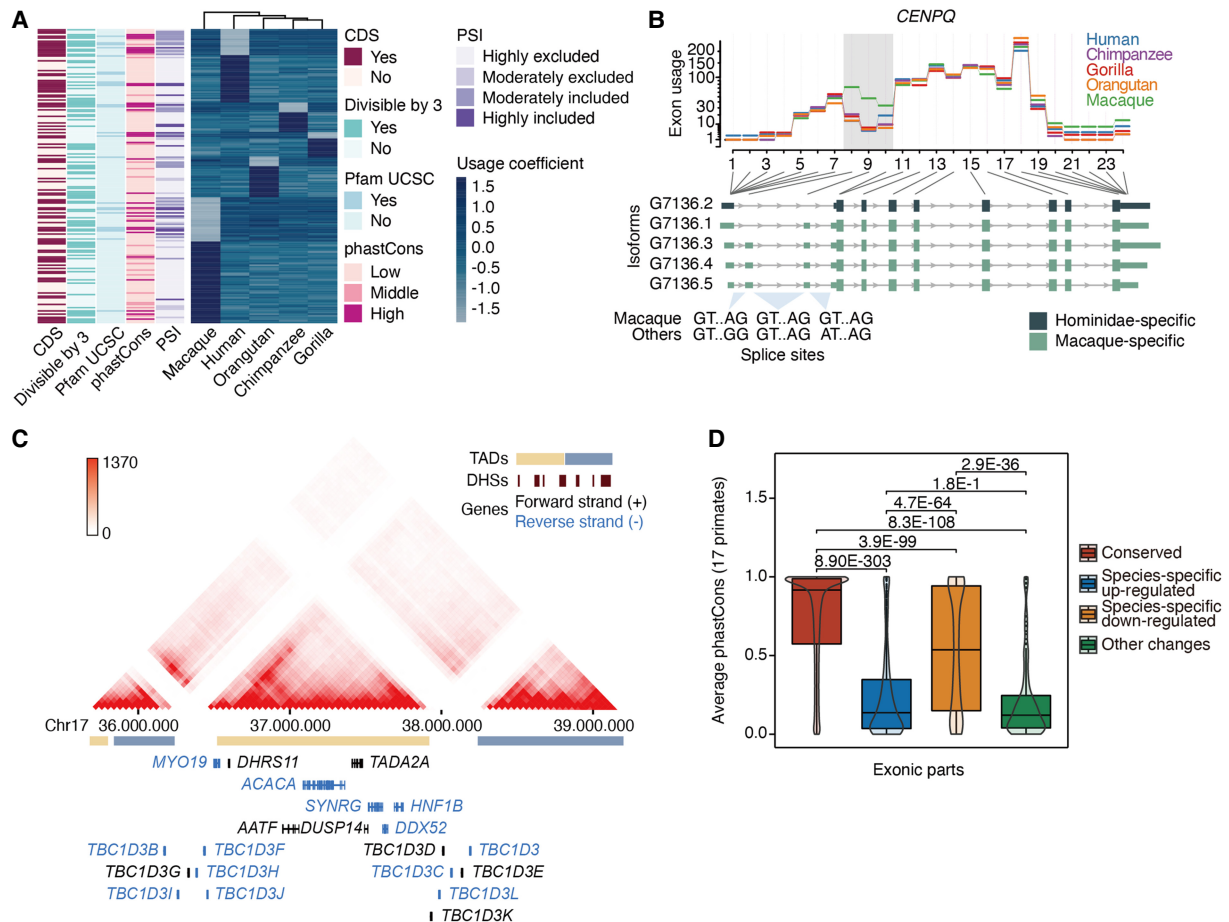 A
CDS
Yes
No
Divisible by 3
Yes
No
Pfam UCSC
Yes
No
phastCons
Low
Middle
High
PSI
Highly excluded
Moderately excluded
Moderately included
Highly included
Usage coefficient
1.5
1.0
0.5
0.0
-0.5
-1.0
-1.5
CDS
Divisible by 3
Pfam UCSC
phastCons
PSI
Macaque
Human
Orangutan
Chimpanzee
Gorilla
B
CENPQ
Human
Chimpanzee
Gorilla
Orangutan
Macaque
Exon usage
200
150
100
30
10
1
1 3 5 7 9 11 13 15 17 19 21 23
Isoforms
G7136.2
G7136.1
G7136.3
G7136.4
G7136.5
Macaque GT..AG GT..AG GT..AG
Others GT..GG GT..AG AT..AG
Splice sites
Hominidae-specific
Macaque-specific
C
1370
0
TADs
DHSs
Genes
Forward strand (+)
Reverse strand (-)
Chr17 36.000.000 37.000.000 38.000.000 39.000.000
MYO19 DHRS11 TADA2A
ACACA
SYNRG HNF1B
AATF DUSP14 DDX52
TBC1D3B TBC1D3F TBC1D3D TBC1D3
TBC1D3G TBC1D3H TBC1D3C TBC1D3E
TBC1D3I TBC1D3J TBC1D3L
TBC1D3K
D
Average phastCons (17 primates)
1.5
1.0
0.5
0.0
2.9E-36
1.8E-1
4.7E-64
8.3E-108
3.9E-99
8.90E-303
Exonic parts
Conserved
Species-specific
up-regulated
Species-specific
down-regulated
Other changes